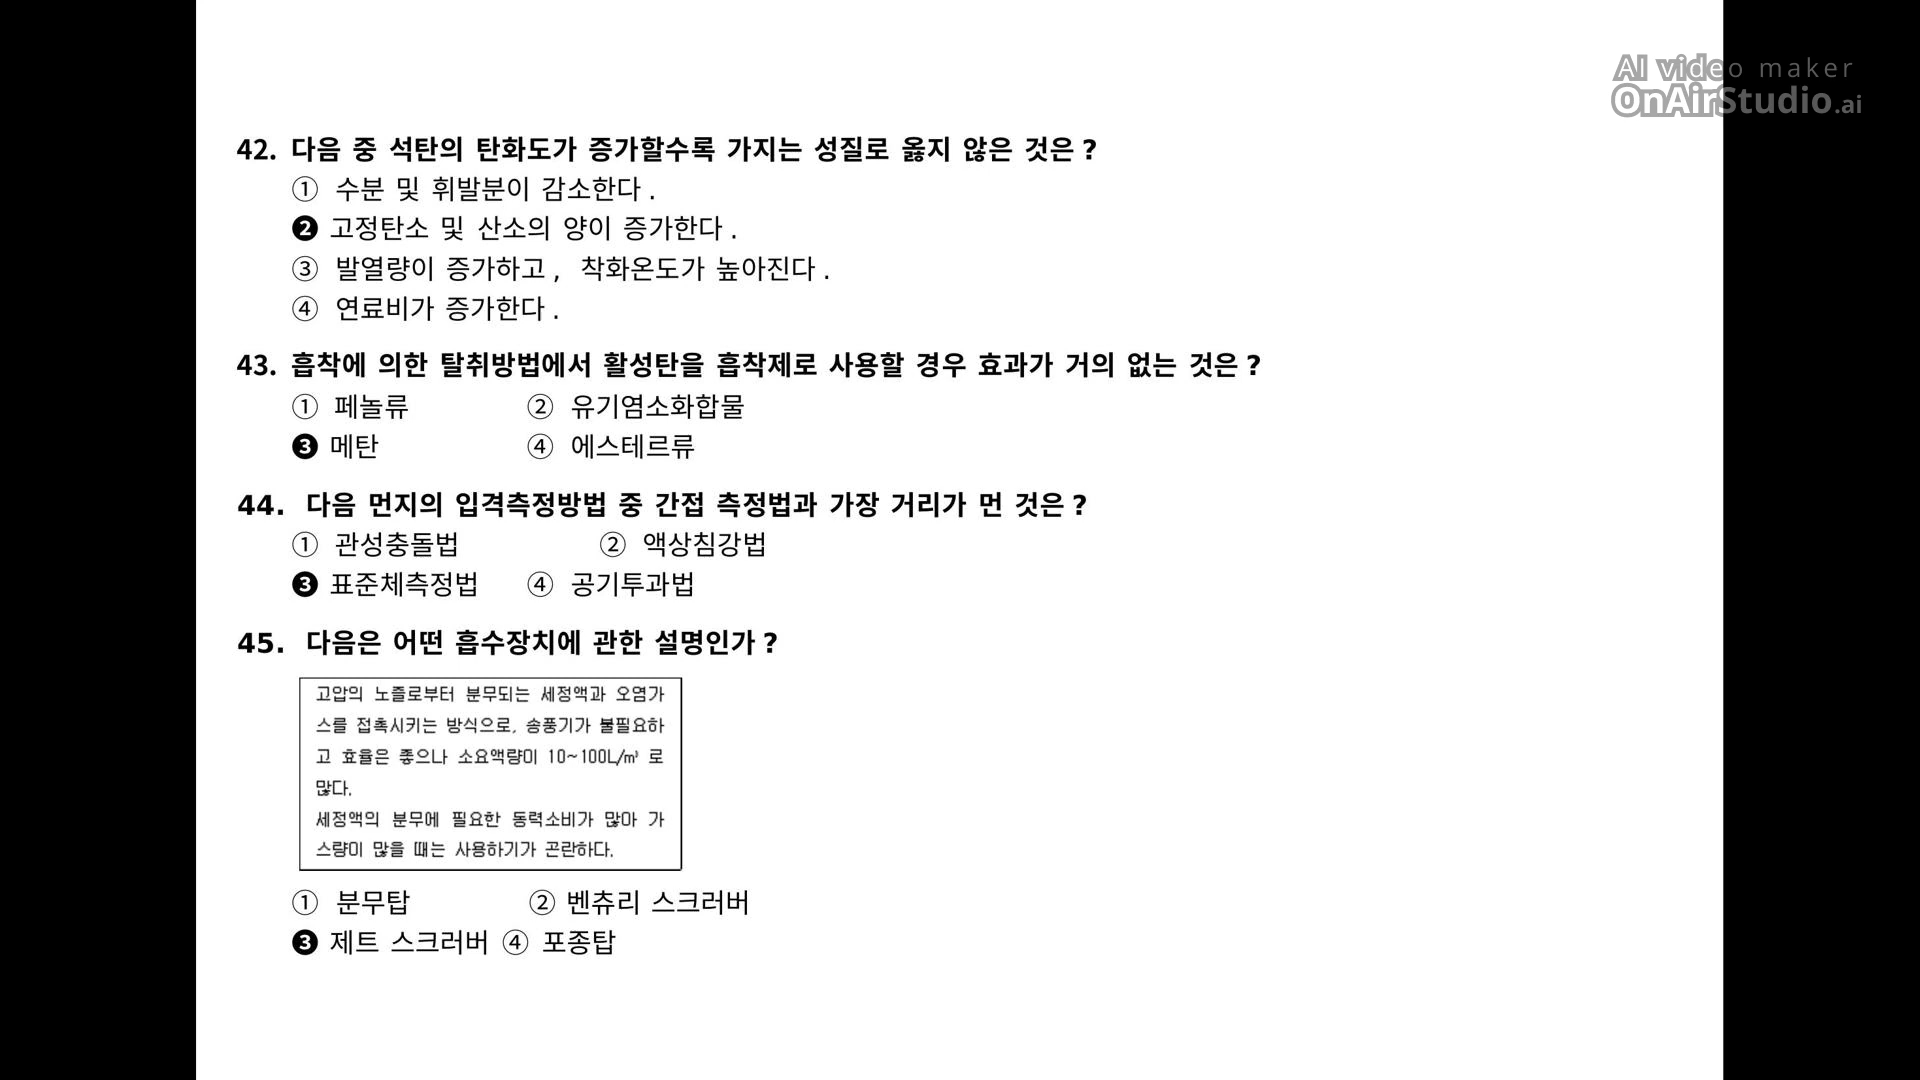 AI video maker
OnAirStudio.ai
42. 다음 중 석탄의 탄화도가 증가할수록 가지는 성질로 옳지 않은 것은?
① 수분 및 휘발분이 감소한다.
❷ 고정탄소 및 산소의 양이 증가한다.
③ 발열량이 증가하고, 착화온도가 높아진다.
④ 연료비가 증가한다.
43. 흡착에 의한 탈취방법에서 활성탄을 흡착제로 사용할 경우 효과가 거의 없는 것은?
① 페놀류 ② 유기염소화합물
❸ 메탄 ④ 에스테르류
44. 다음 먼지의 입격측정방법 중 간접 측정법과 가장 거리가 먼 것은?
① 관성충돌법 ② 액상침강법
❸ 표준체측정법 ④ 공기투과법
45. 다음은 어떤 흡수장치에 관한 설명인가?
고압의 노즐로부터 분무되는 세정액과 오염가
스를 접촉시키는 방식으로, 송풍기가 불필요하
고 효율은 좋으나 소요액량이 10~100L/m³ 로
많다.
세정액의 분무에 필요한 동력소비가 많아 가
스량이 많을 때는 사용하기가 곤란하다.
① 분무탑 ② 벤츄리 스크러버
❸ 제트 스크러버 ④ 포종탑